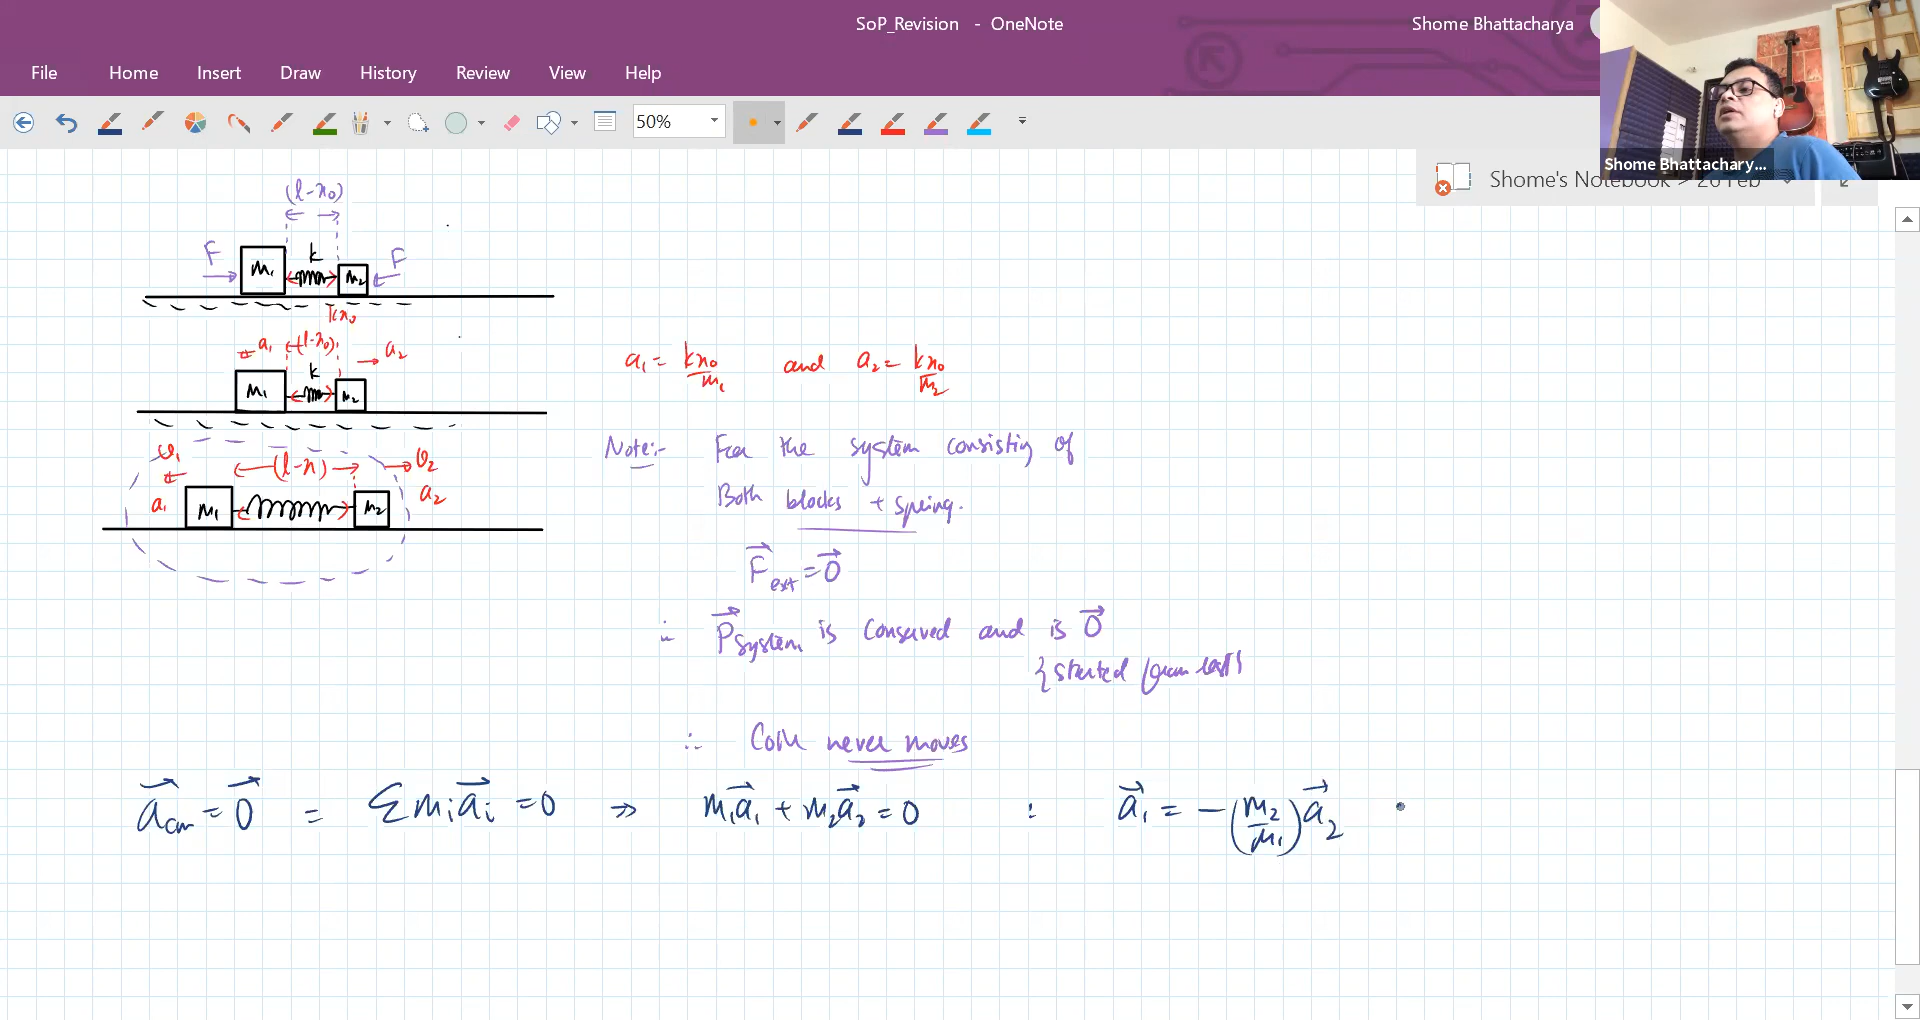 SoP_Revision - OneNote
Shome Bhattacharya
File Home Insert Draw History Review View Help
50%
Shome Bhattachary...
Shome's Notebook > 26 Feb
(l-x₀)
F m₁ k m₂ F
kx₀
a₁ (l-x₀) a₂
m₁ k m₂
a₁ = kx₀/m₁ and a₂ = kx₀/m₂
v₁ (l-x) v₂
a₁ m₁ m₂ a₂
Note:- For the system consisting of
Both blocks + spring.
F⃗ext = 0⃗
∴ P⃗system is conserved and is 0⃗
{started from rest}
∴ CoM never moves
a⃗cm = 0⃗ = Σmᵢa⃗ᵢ = 0 ⇒ m₁a⃗₁ + m₂a⃗₂ = 0 : a⃗₁ = -(m₂/m₁)a⃗₂